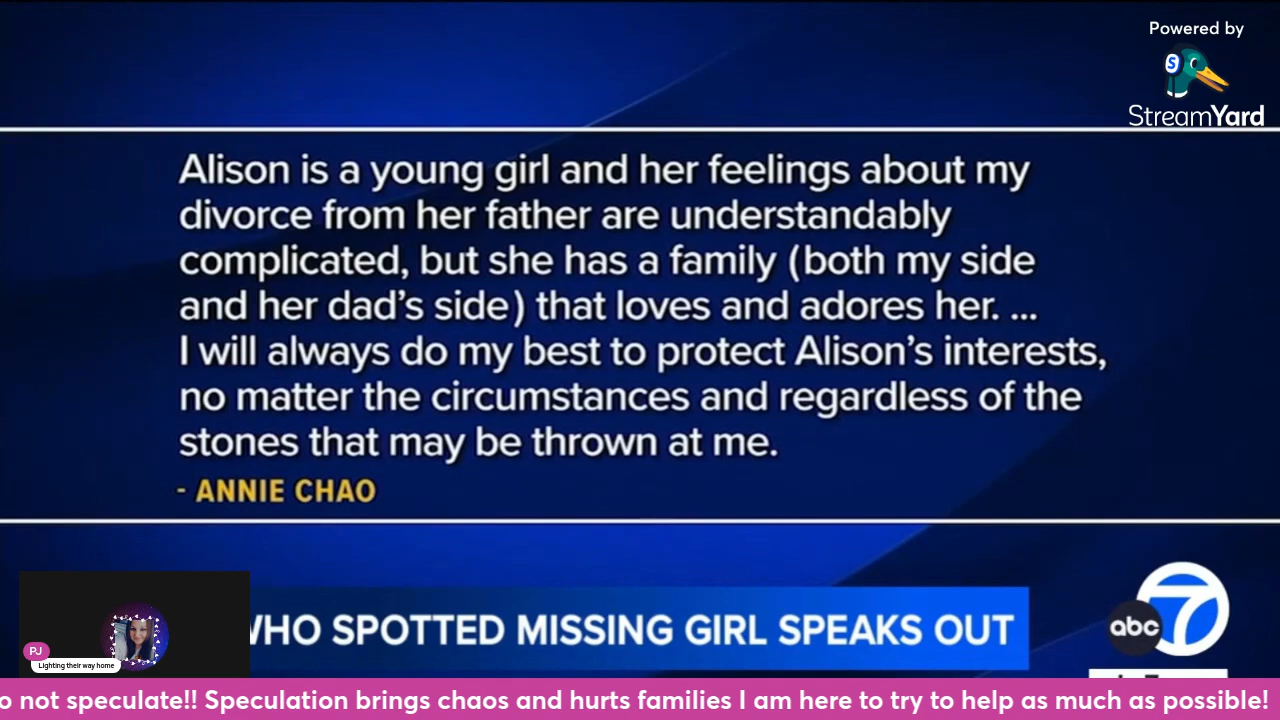 Powered by
StreamYard
Alison is a young girl and her feelings about my
divorce from her father are understandably
complicated, but she has a family (both my side
and her dad's side) that loves and adores her. ...
I will always do my best to protect Alison's interests,
no matter the circumstances and regardless of the
stones that may be thrown at me.
- ANNIE CHAO
WHO SPOTTED MISSING GIRL SPEAKS OUT
abc 7
PJ
Lighting their way home
o not speculate!! Speculation brings chaos and hurts families I am here to try to help as much as possible!